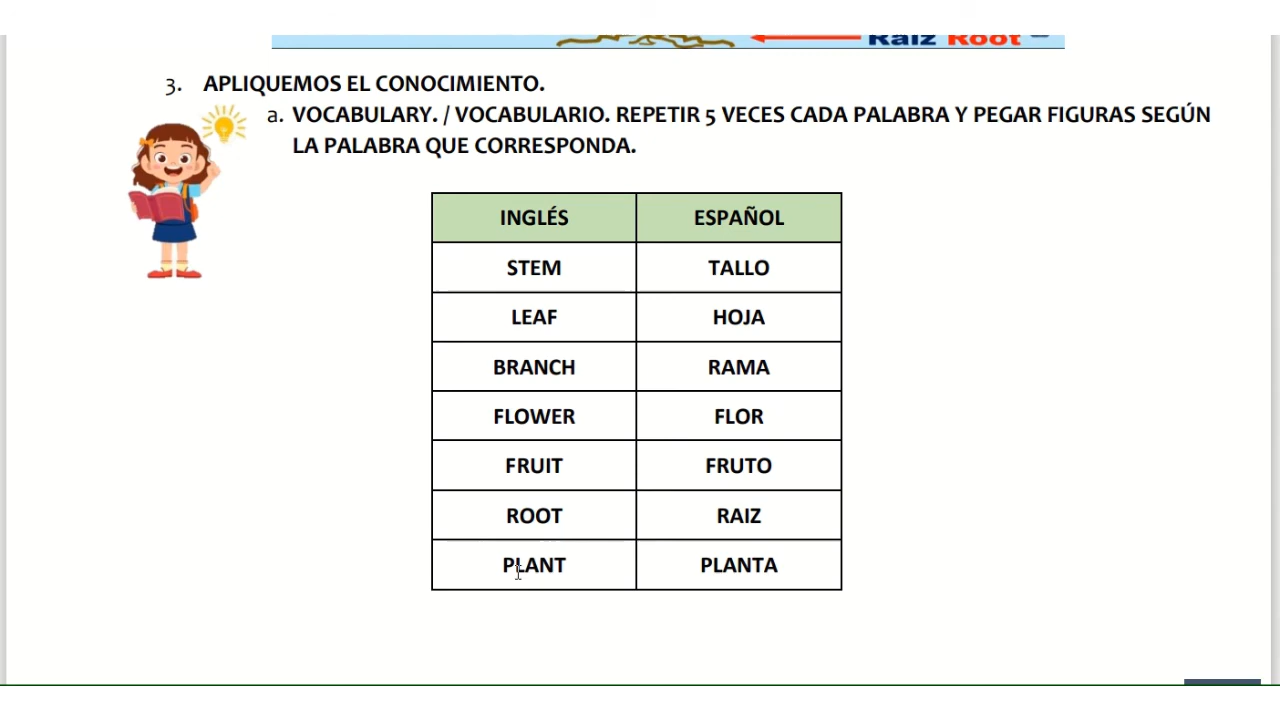 Raiz Root
3. APLIQUEMOS EL CONOCIMIENTO.
a. VOCABULARY. / VOCABULARIO. REPETIR 5 VECES CADA PALABRA Y PEGAR FIGURAS SEGÚN
LA PALABRA QUE CORRESPONDA.
INGLÉS ESPAÑOL
STEM TALLO
LEAF HOJA
BRANCH RAMA
FLOWER FLOR
FRUIT FRUTO
ROOT RAIZ
PLANT PLANTA